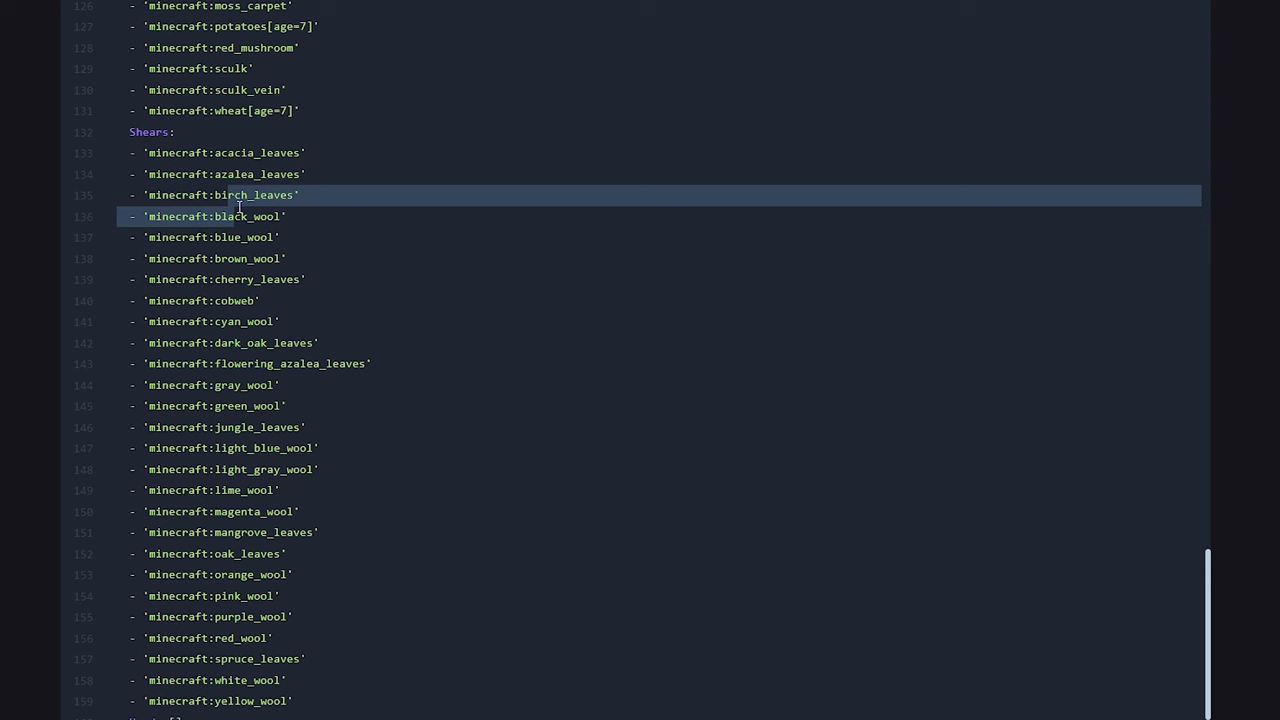 126 - 'minecraft:moss_carpet'
127 - 'minecraft:potatoes[age=7]'
128 - 'minecraft:red_mushroom'
129 - 'minecraft:sculk'
130 - 'minecraft:sculk_vein'
131 - 'minecraft:wheat[age=7]'
132 Shears:
133 - 'minecraft:acacia_leaves'
134 - 'minecraft:azalea_leaves'
135 - 'minecraft:birch_leaves'
136 - 'minecraft:black_wool'
137 - 'minecraft:blue_wool'
138 - 'minecraft:brown_wool'
139 - 'minecraft:cherry_leaves'
140 - 'minecraft:cobweb'
141 - 'minecraft:cyan_wool'
142 - 'minecraft:dark_oak_leaves'
143 - 'minecraft:flowering_azalea_leaves'
144 - 'minecraft:gray_wool'
145 - 'minecraft:green_wool'
146 - 'minecraft:jungle_leaves'
147 - 'minecraft:light_blue_wool'
148 - 'minecraft:light_gray_wool'
149 - 'minecraft:lime_wool'
150 - 'minecraft:magenta_wool'
151 - 'minecraft:mangrove_leaves'
152 - 'minecraft:oak_leaves'
153 - 'minecraft:orange_wool'
154 - 'minecraft:pink_wool'
155 - 'minecraft:purple_wool'
156 - 'minecraft:red_wool'
157 - 'minecraft:spruce_leaves'
158 - 'minecraft:white_wool'
159 - 'minecraft:yellow_wool'